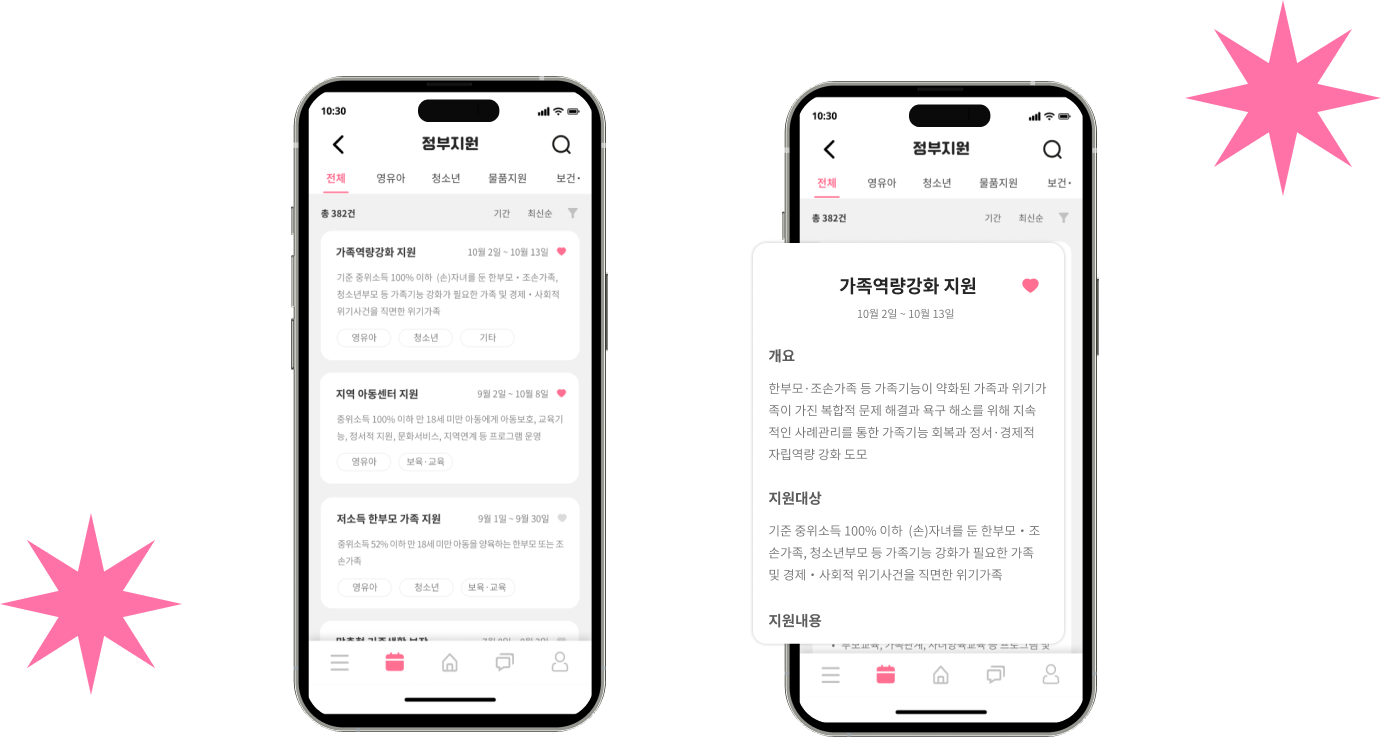 10:30
정부지원
전체 영유아 청소년 물품지원 보건·
총 382건 기간 최신순
가족역량강화 지원 10월 2일 ~ 10월 13일
기준 중위소득 100% 이하 (손)자녀를 둔 한부모・조손가족,
청소년부모 등 가족기능 강화가 필요한 가족 및 경제・사회적
위기사건을 직면한 위기가족
영유아 청소년 기타
지역 아동센터 지원 9월 2일 ~ 10월 8일
중위소득 100% 이하 만 18세 미만 아동에게 아동보호, 교육기
능, 정서적 지원, 문화서비스, 지역연계 등 프로그램 운영
영유아 보육·교육
저소득 한부모 가족 지원 9월 1일 ~ 9월 30일
중위소득 52% 이하 만 18세 미만 아동을 양육하는 한부모 또는 조
손가족
영유아 청소년 보육·교육
10:30
정부지원
전체 영유아 청소년 물품지원 보건·
총 382건 기간 최신순
가족역량강화 지원
10월 2일 ~ 10월 13일
개요
한부모·조손가족 등 가족기능이 약화된 가족과 위기가
족이 가진 복합적 문제 해결과 욕구 해소를 위해 지속
적인 사례관리를 통한 가족기능 회복과 정서·경제적
자립역량 강화 도모
지원대상
기준 중위소득 100% 이하 (손)자녀를 둔 한부모・조
손가족, 청소년부모 등 가족기능 강화가 필요한 가족
및 경제・사회적 위기사건을 직면한 위기가족
지원내용